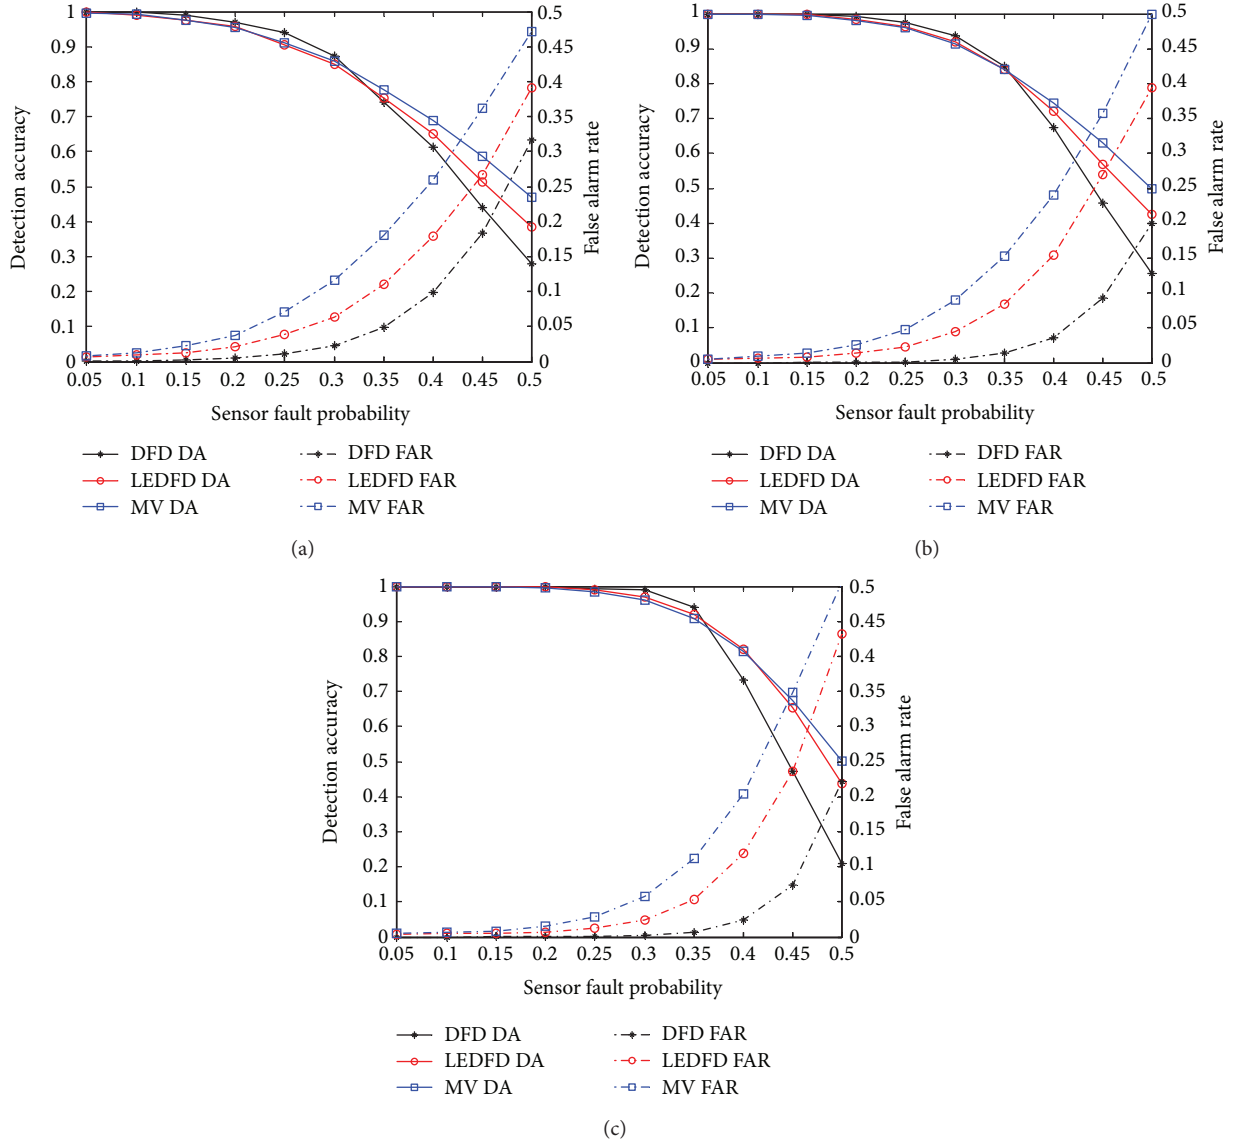 1
0.9
0.8
0.7
0.6
0.5
0.4
0.3
0.2
0.1
0
Detection accuracy
0.5
0.45
0.4
0.35
0.3
0.25
0.2
0.15
0.1
0.05
0
False alarm rate
0.05 0.1 0.15 0.2 0.25 0.3 0.35 0.4 0.45 0.5
Sensor fault probability
DFD DA
LEDFD DA
MV DA
DFD FAR
LEDFD FAR
MV FAR
(a)
1
0.9
0.8
0.7
0.6
0.5
0.4
0.3
0.2
0.1
0
Detection accuracy
0.5
0.45
0.4
0.35
0.3
0.25
0.2
0.15
0.1
0.05
0
False alarm rate
0.05 0.1 0.15 0.2 0.25 0.3 0.35 0.4 0.45 0.5
Sensor fault probability
DFD DA
LEDFD DA
MV DA
DFD FAR
LEDFD FAR
MV FAR
(b)
1
0.9
0.8
0.7
0.6
0.5
0.4
0.3
0.2
0.1
0
Detection accuracy
0.5
0.45
0.4
0.35
0.3
0.25
0.2
0.15
0.1
0.05
0
False alarm rate
0.05 0.1 0.15 0.2 0.25 0.3 0.35 0.4 0.45 0.5
Sensor fault probability
DFD DA
LEDFD DA
MV DA
DFD FAR
LEDFD FAR
MV FAR
(c)